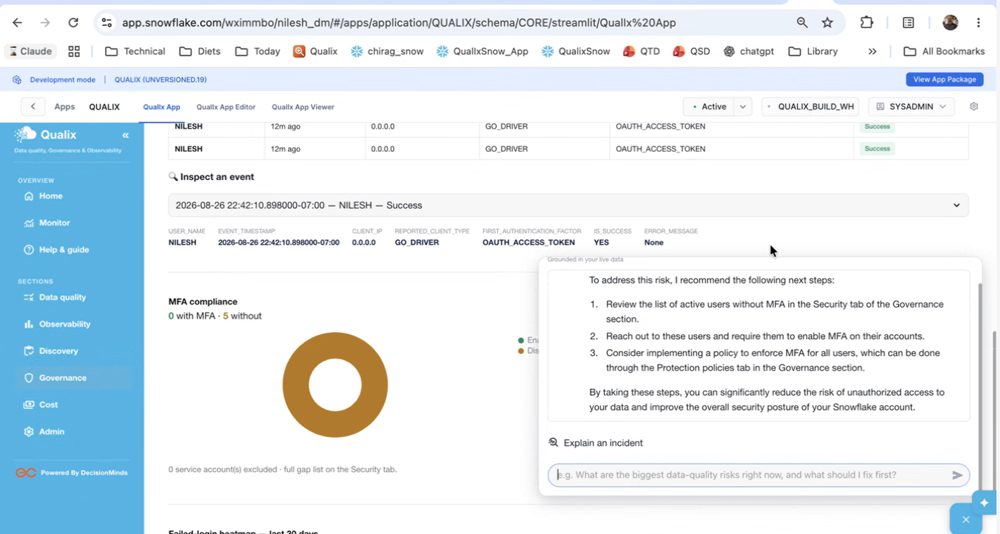 app.snowflake.com/wximmbo/nilesh_dm/#/apps/application/QUALIX/schema/CORE/streamlit/QualIx%20App
Claude
Technical
Diets
Today
Qualix
chirag_snow
QualIxSnow_App
QualixSnow
QTD
QSD
chatgpt
Library
»
All Bookmarks
Development mode | QUALIX (UNVERSIONED.19)
View App Package
Apps
QUALIX
QualIx App
QualIx App Editor
QualIx App Viewer
Active
QUALIX_BUILD_WH
SYSADMIN
Qualix
«
Data quality, Governance & Observability
OVERVIEW
Home
Monitor
Help & guide
SECTIONS
Data quality
Observability
Discovery
Governance
Cost
Admin
Powered By DecisionMinds
NILESH 12m ago 0.0.0.0 GO_DRIVER OAUTH_ACCESS_TOKEN Success
NILESH 12m ago 0.0.0.0 GO_DRIVER OAUTH_ACCESS_TOKEN Success
Inspect an event
2026-08-26 22:42:10.898000-07:00 — NILESH — Success
USER_NAME EVENT_TIMESTAMP CLIENT_IP REPORTED_CLIENT_TYPE FIRST_AUTHENTICATION_FACTOR IS_SUCCESS ERROR_MESSAGE
NILESH 2026-08-26 22:42:10.898000-07:00 0.0.0.0 GO_DRIVER OAUTH_ACCESS_TOKEN YES None
MFA compliance
0 with MFA · 5 without
Ena
Dis
0 service account(s) excluded · full gap list on the Security tab.
Failed-login heatmap — last 30 days
Grounded in your live data
To address this risk, I recommend the following next steps:
1. Review the list of active users without MFA in the Security tab of the Governance
section.
2. Reach out to these users and require them to enable MFA on their accounts.
3. Consider implementing a policy to enforce MFA for all users, which can be done
through the Protection policies tab in the Governance section.
By taking these steps, you can significantly reduce the risk of unauthorized access to
your data and improve the overall security posture of your Snowflake account.
Explain an incident
e.g. What are the biggest data-quality risks right now, and what should I fix first?